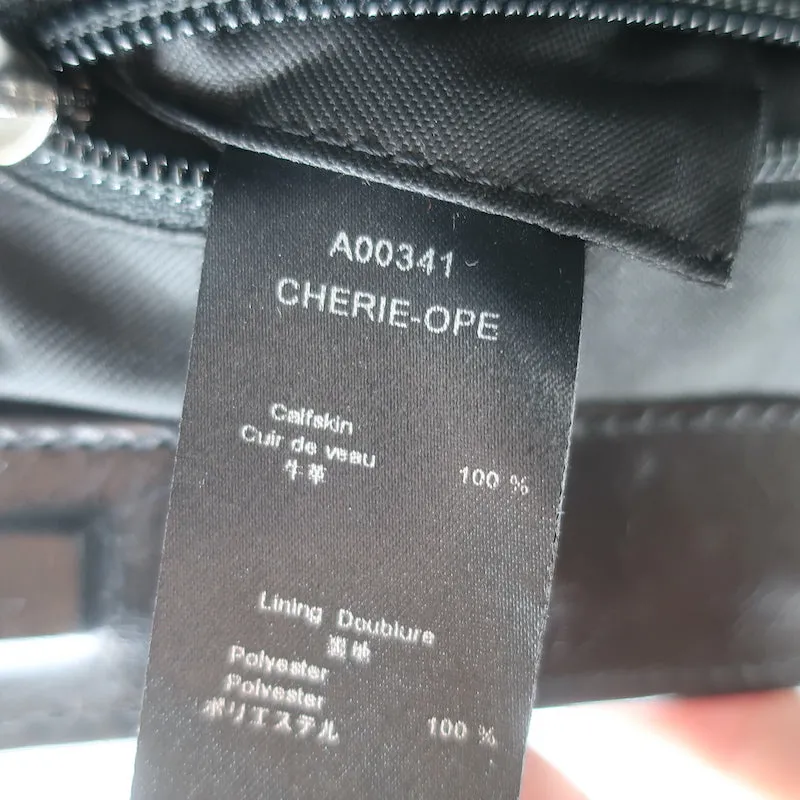 A00341
CHERIE-OPE
Calfskin
Cuir de veau
牛革
100 %
Lining Doublure
裏地
Polyester
Polyester
ポリエステル
100 %